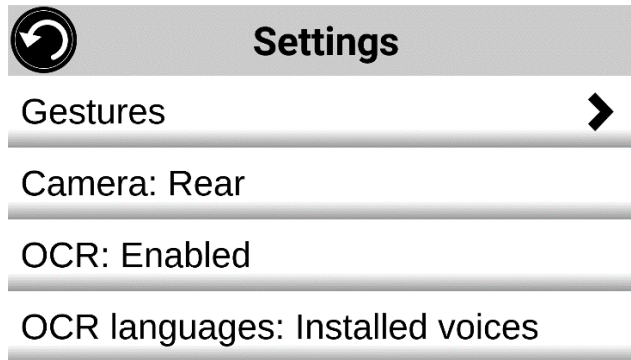 Settings
Gestures
Camera: Rear
OCR: Enabled
OCR languages: Installed voices